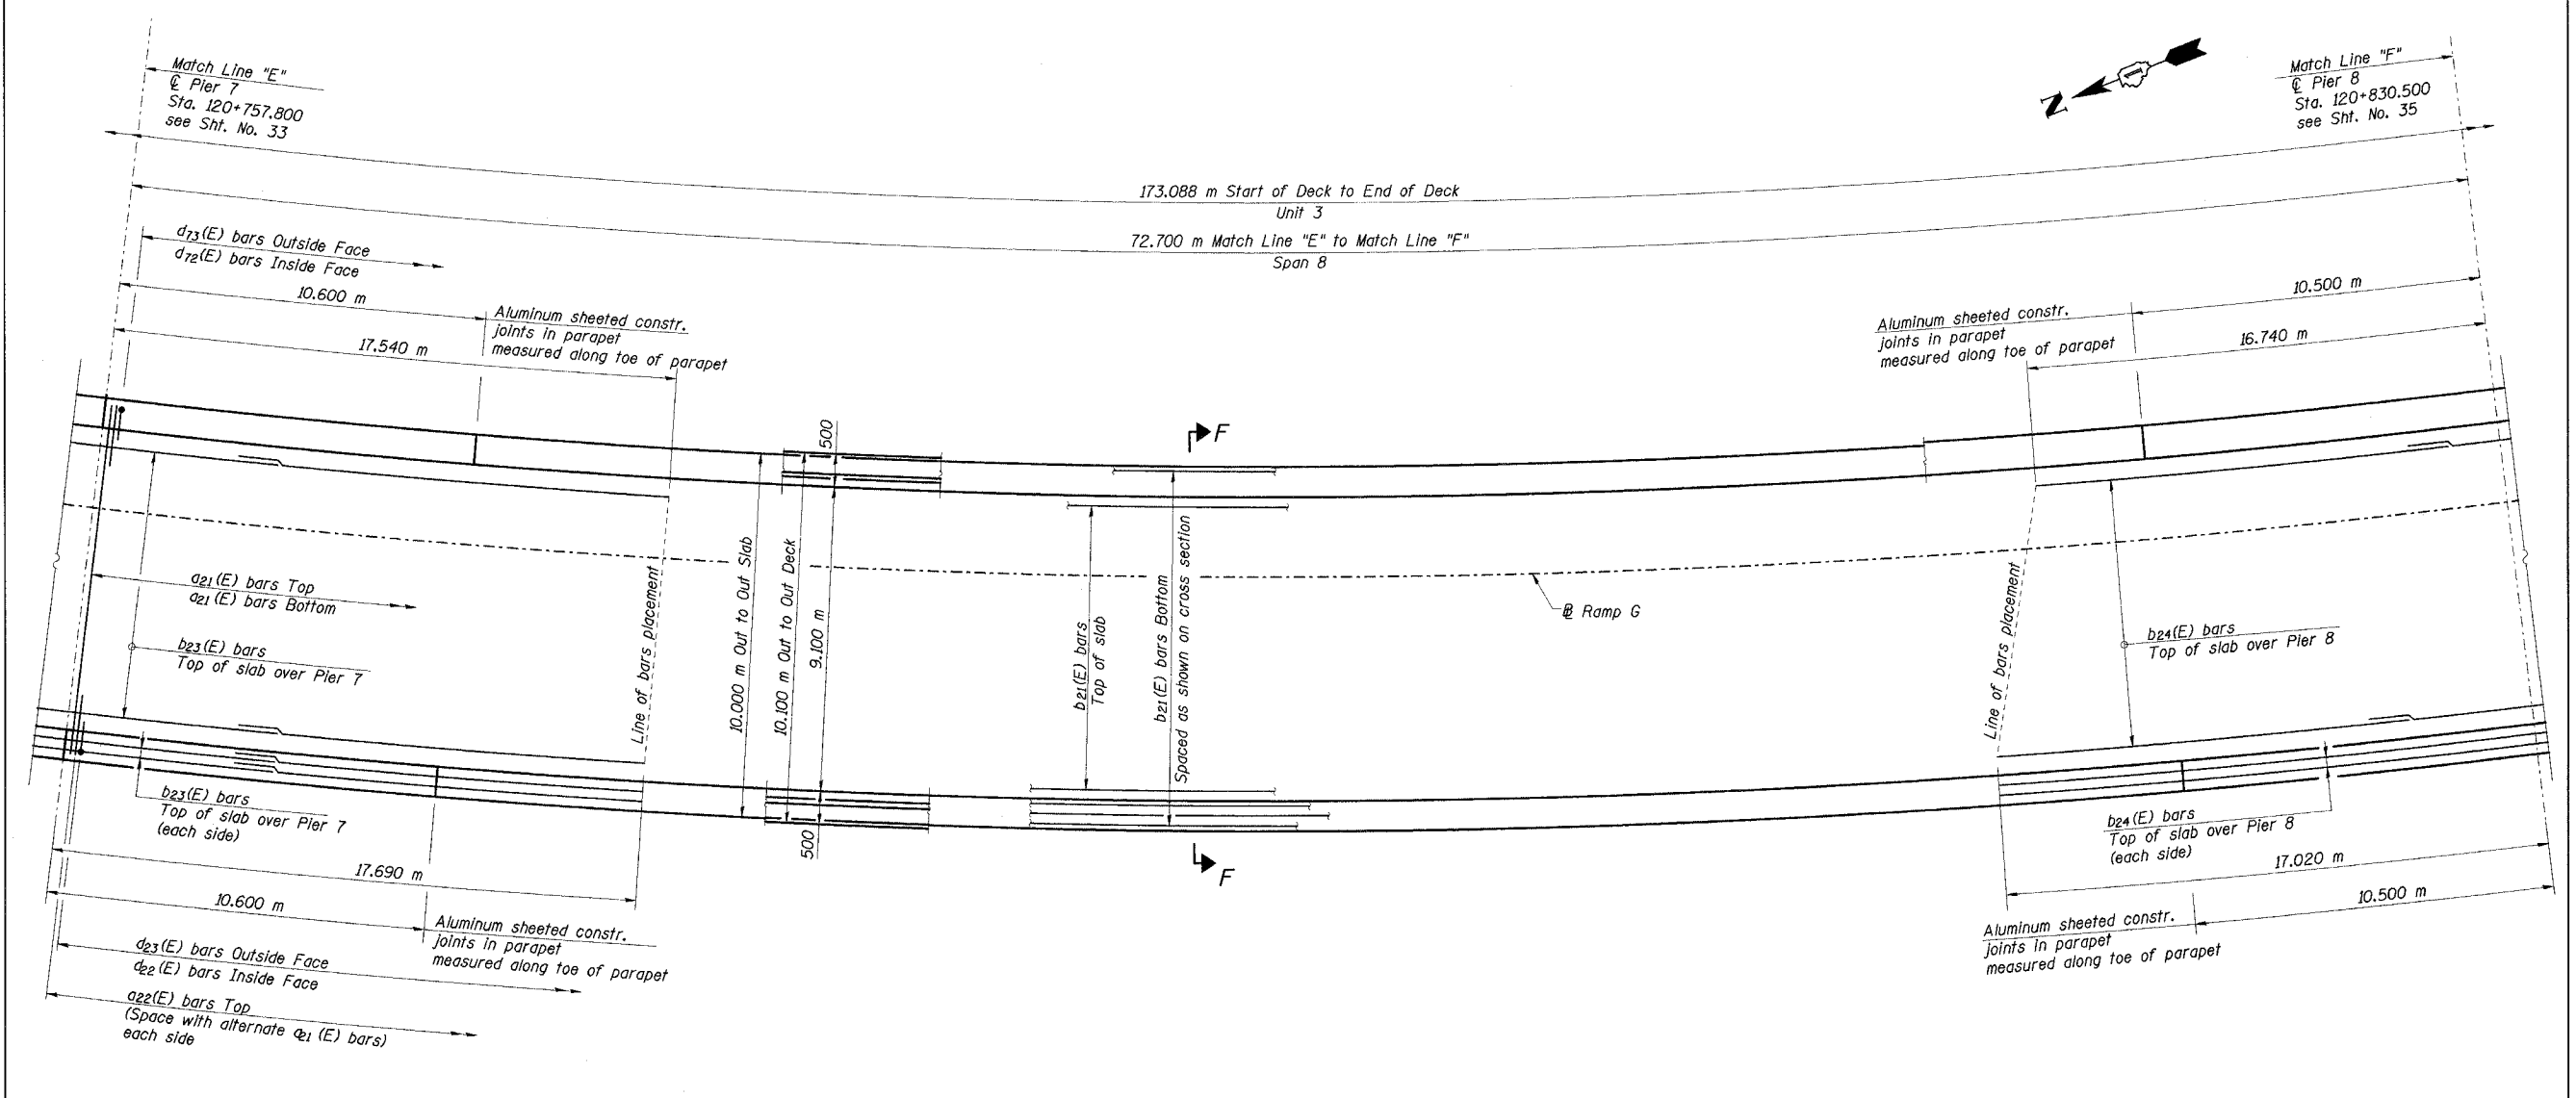 Match Line "E"
℄ Pier 7
Sta. 120+757.800
see Sht. No. 33
N
Match Line "F"
℄ Pier 8
Sta. 120+830.500
see Sht. No. 35
173.088 m Start of Deck to End of Deck
Unit 3
72.700 m Match Line "E" to Match Line "F"
Span 8
d73(E) bars Outside Face
d72(E) bars Inside Face
10.600 m
Aluminum sheeted constr.
joints in parapet
measured along toe of parapet
17.540 m
10.500 m
Aluminum sheeted constr.
joints in parapet
measured along toe of parapet
16.740 m
500
F
a21(E) bars Top
a21(E) bars Bottom
b23(E) bars
Top of slab over Pier 7
Line of bars placement
10.000 m Out to Out Slab
10.100 m Out to Out Deck
9.100 m
b21(E) bars
Top of slab
b21(E) bars Bottom
Spaced as shown on cross section
Ramp G
Line of bars placement
b24(E) bars
Top of slab over Pier 8
b23(E) bars
Top of slab over Pier 7
(each side)
500
F
b24(E) bars
Top of slab over Pier 8
(each side)
17.690 m
17.020 m
10.600 m
10.500 m
Aluminum sheeted constr.
joints in parapet
measured along toe of parapet
Aluminum sheeted constr.
joints in parapet
measured along toe of parapet
d23(E) bars Outside Face
d22(E) bars Inside Face
a22(E) bars Top
(Space with alternate a21 (E) bars)
each side